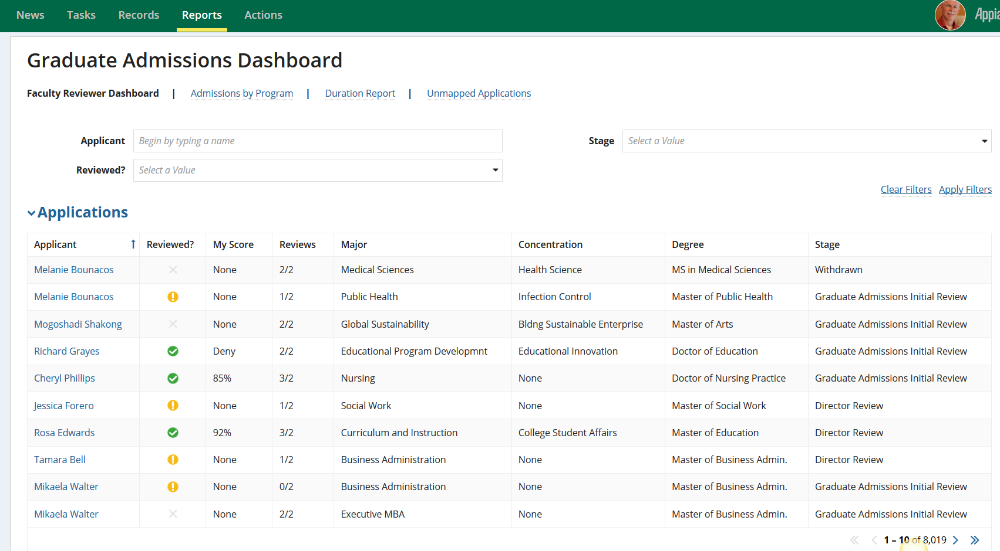 News Tasks Records Reports Actions
Graduate Admissions Dashboard
Faculty Reviewer Dashboard | Admissions by Program | Duration Report | Unmapped Applications
Applicant Begin by typing a name Stage Select a Value
Reviewed? Select a Value
Clear Filters Apply Filters
Applications
Applicant Reviewed? My Score Reviews Major Concentration Degree Stage
Melanie Bounacos None 2/2 Medical Sciences Health Science MS in Medical Sciences Withdrawn
Melanie Bounacos None 1/2 Public Health Infection Control Master of Public Health Graduate Admissions Initial Review
Mogoshadi Shakong None 2/2 Global Sustainability Bldng Sustainable Enterprise Master of Arts Graduate Admissions Initial Review
Richard Grayes Deny 2/2 Educational Program Developmnt Educational Innovation Doctor of Education Graduate Admissions Initial Review
Cheryl Phillips 85% 3/2 Nursing None Doctor of Nursing Practice Graduate Admissions Initial Review
Jessica Forero None 1/2 Social Work None Master of Social Work Director Review
Rosa Edwards 92% 3/2 Curriculum and Instruction College Student Affairs Master of Education Director Review
Tamara Bell None 1/2 Business Administration None Master of Business Admin. Director Review
Mikaela Walter None 0/2 Business Administration None Master of Business Admin. Graduate Admissions Initial Review
Mikaela Walter None 2/2 Executive MBA None Master of Business Admin. Graduate Admissions Initial Review
1 – 10 of 8,019